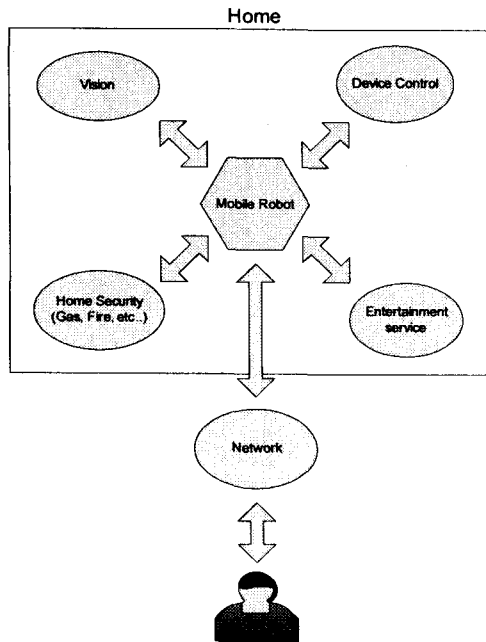 Home
Vision
Device Control
Mobile Robot
Home Security
(Gas, Fire, etc..)
Entertainment
service
Network